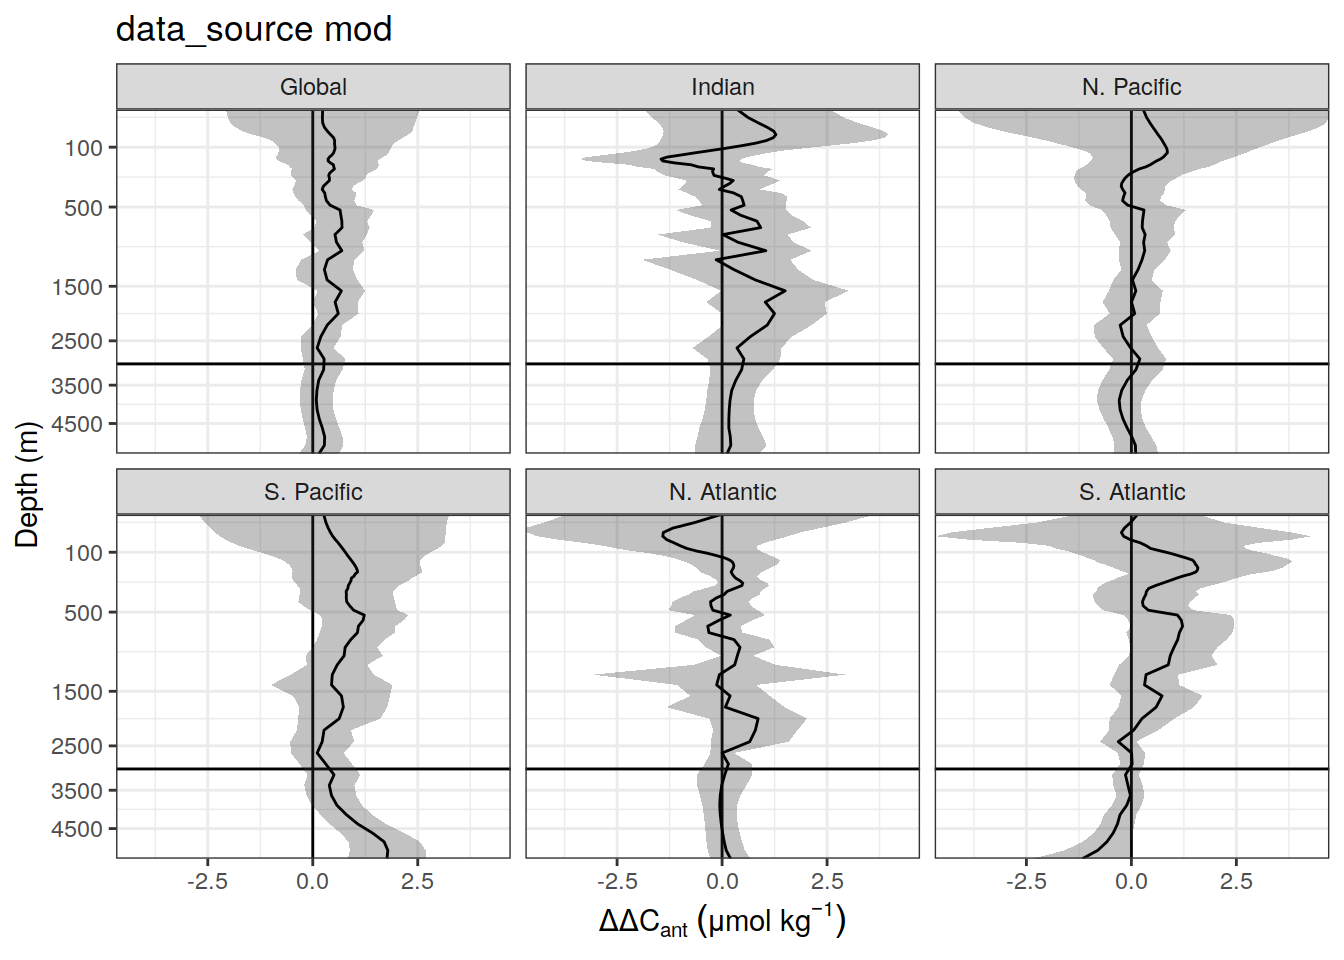 data_source mod
Global
Indian
N. Pacific
100
500
1500
2500
3500
4500
S. Pacific
N. Atlantic
S. Atlantic
100
500
1500
2500
3500
4500
Depth (m)
-2.5 0.0 2.5
-2.5 0.0 2.5
-2.5 0.0 2.5
ΔΔC_ant (μmol kg⁻¹)